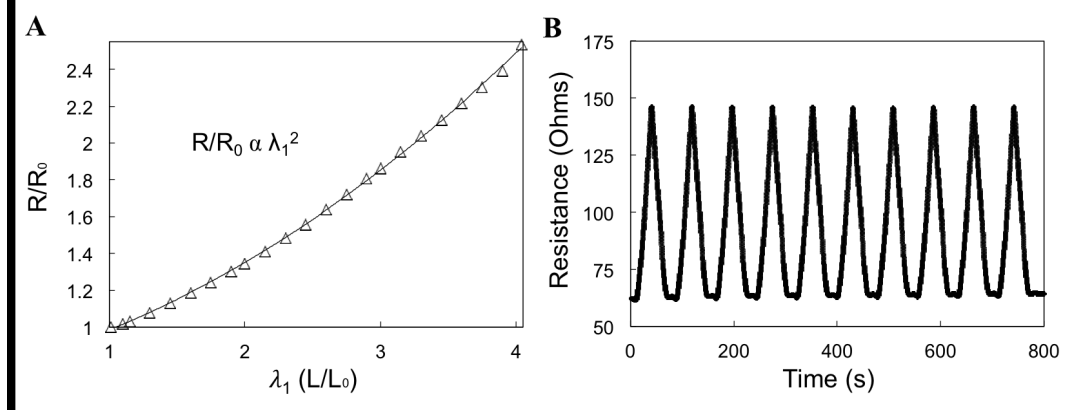 A
R/R₀
2.4
2.2
2
1.8
1.6
1.4
1.2
1
R/R₀ α λ₁²
1 2 3 4
λ₁ (L/L₀)
B
Resistance (Ohms)
175
150
125
100
75
50
0 200 400 600 800
Time (s)